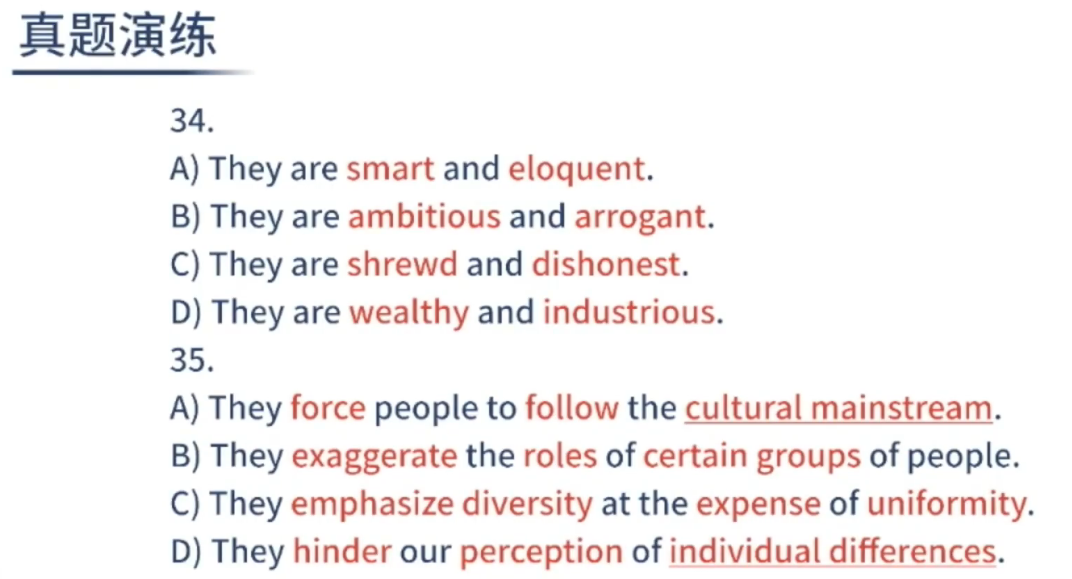 真题演练
34.
A) They are smart and eloquent.
B) They are ambitious and arrogant.
C) They are shrewd and dishonest.
D) They are wealthy and industrious.
35.
A) They force people to follow the cultural mainstream.
B) They exaggerate the roles of certain groups of people.
C) They emphasize diversity at the expense of uniformity.
D) They hinder our perception of individual differences.